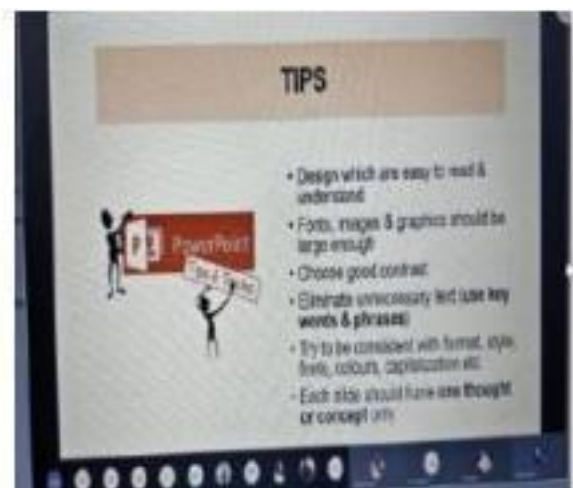 TIPS
• Design which are easy to read &
understand
• Fonts, images & graphics should be
large enough
• Choose good contrast
• Eliminate unnecessary text (use key
words & phrases)
• Try to be consistent with format, style,
fonts, colours, capitalization etc.
• Each slide should have one thought
or concept only
PowerPoint
Tips & Tricks